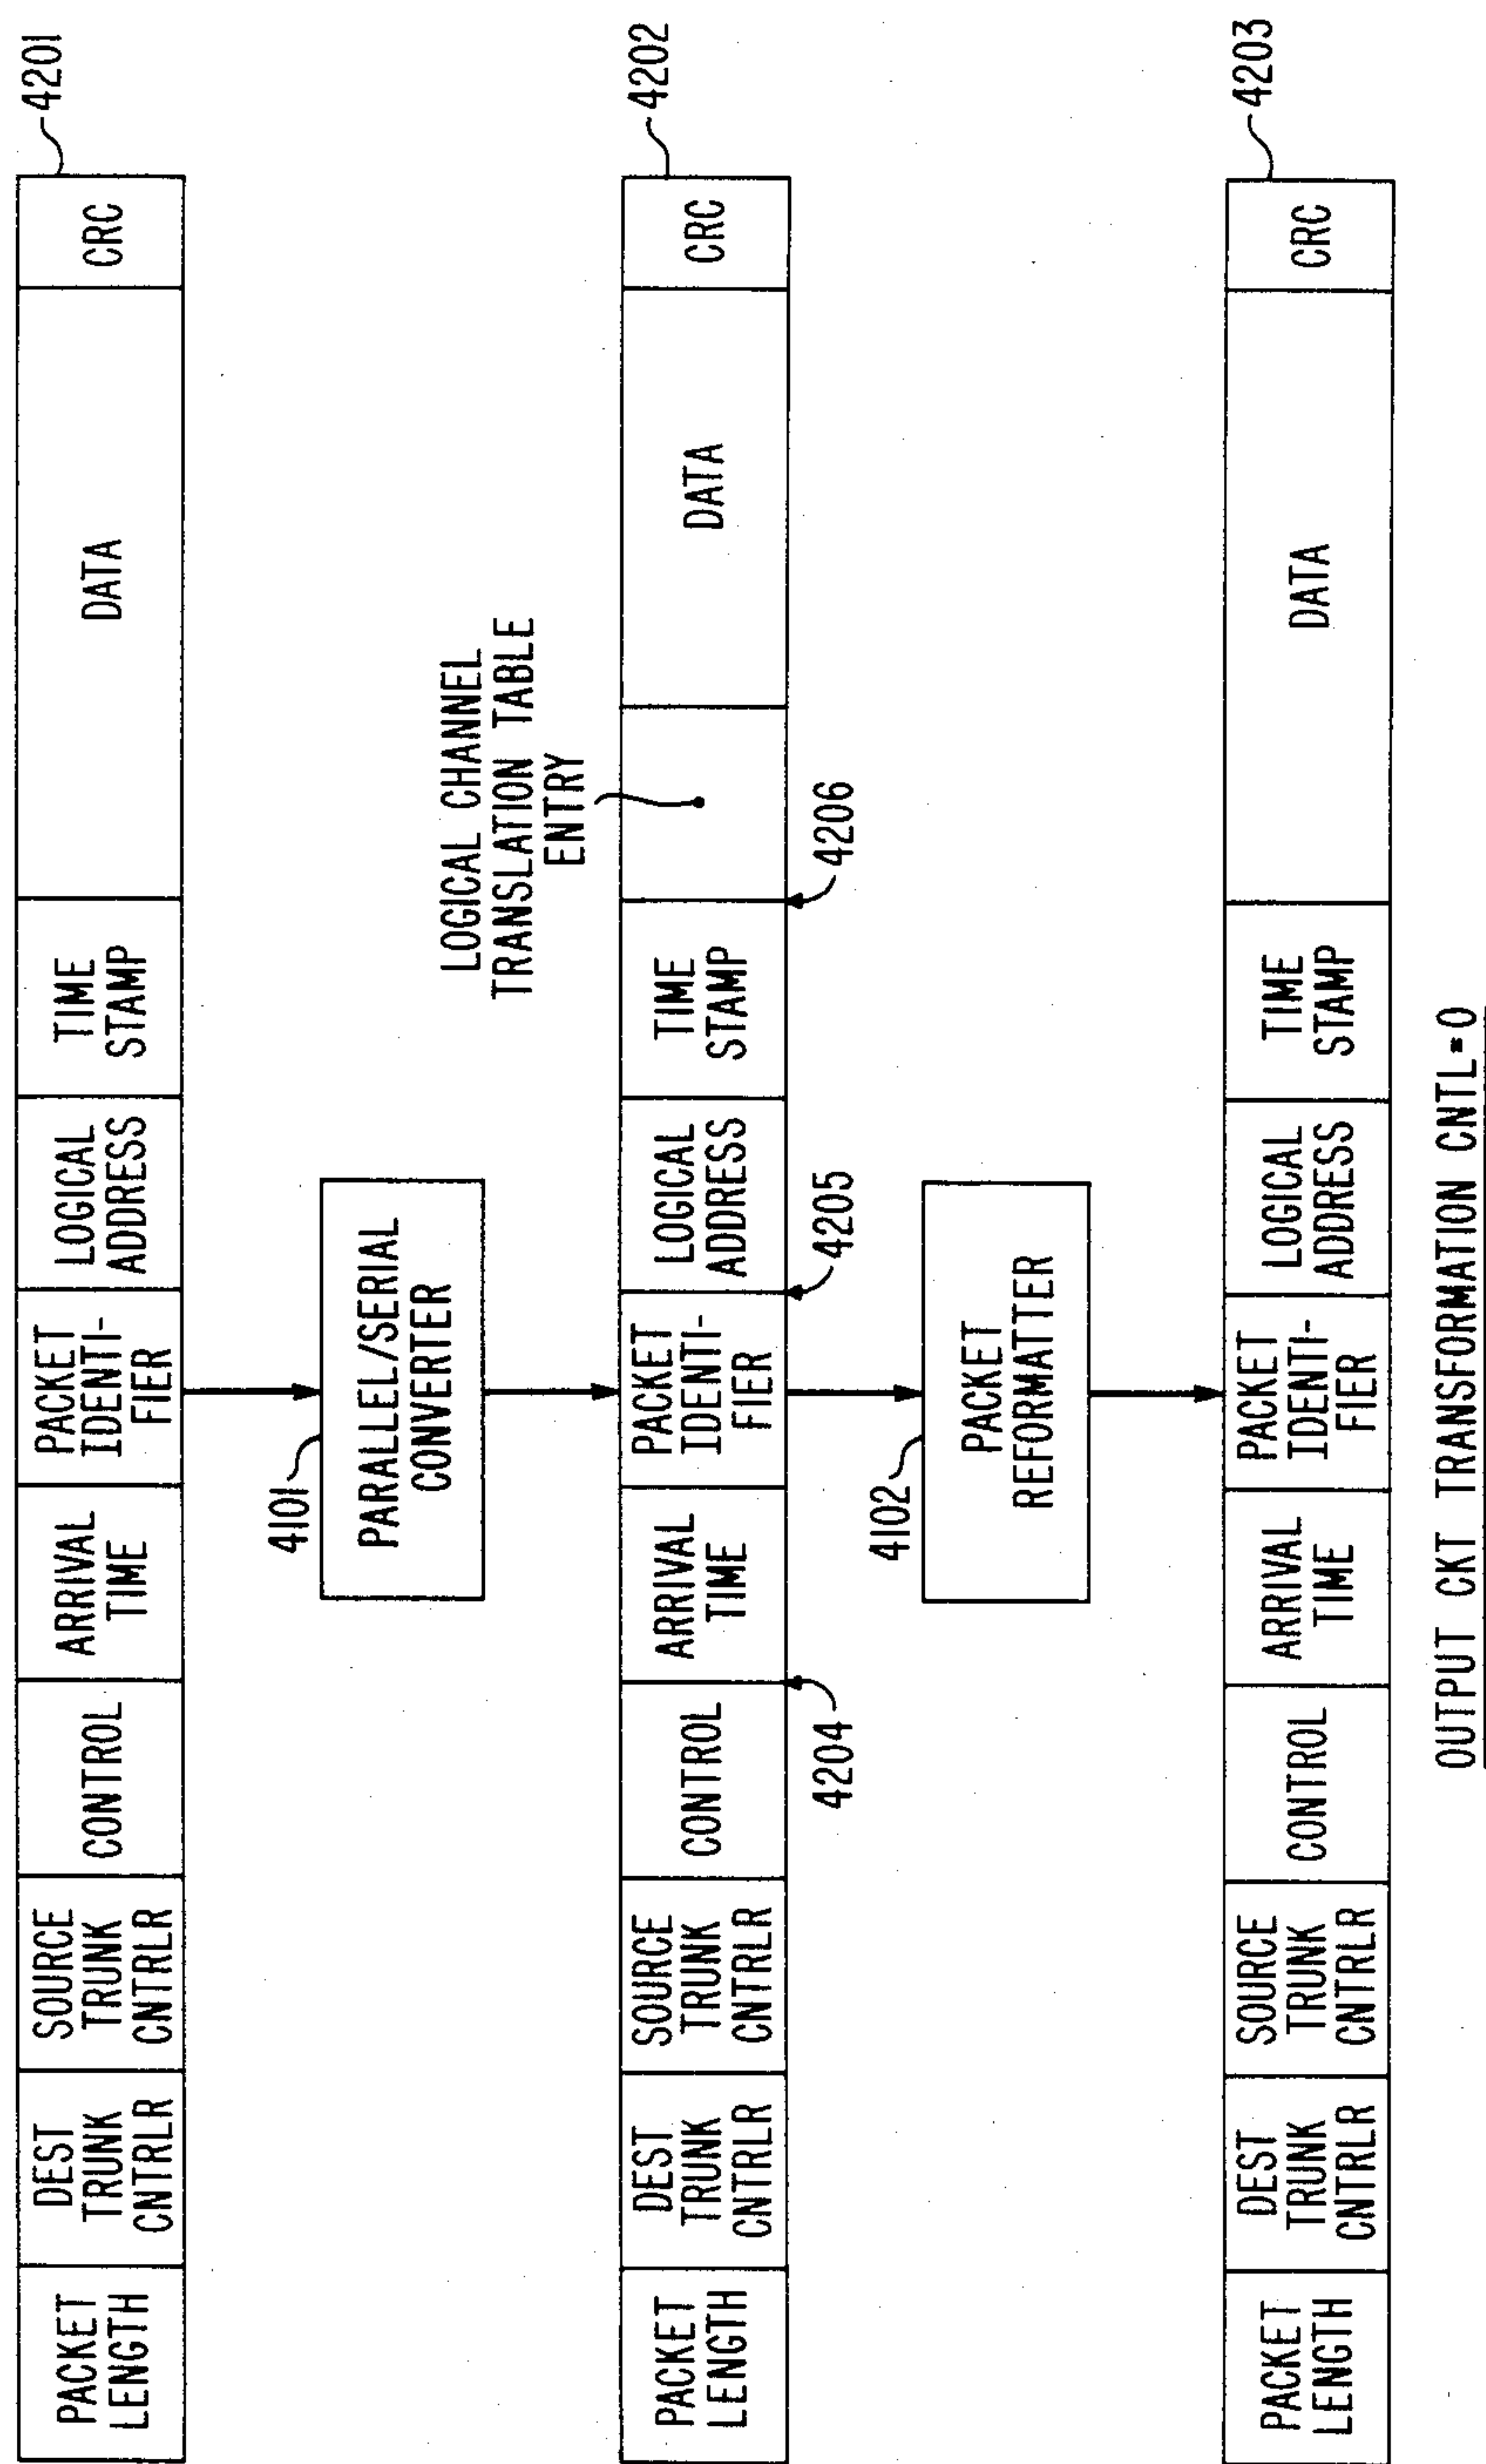 PACKET
LENGTH
DEST
TRUNK
CNTRLR
SOURCE
TRUNK
CNTRLR
CONTROL
ARRIVAL
TIME
PACKET
IDENTI-
FIER
LOGICAL
ADDRESS
TIME
STAMP
DATA
CRC
4201
4101
PARALLEL/SERIAL
CONVERTER
LOGICAL CHANNEL
TRANSLATION TABLE
ENTRY
PACKET
LENGTH
DEST
TRUNK
CNTRLR
SOURCE
TRUNK
CNTRLR
CONTROL
ARRIVAL
TIME
PACKET
IDENTI-
FIER
LOGICAL
ADDRESS
TIME
STAMP
DATA
CRC
4202
4204
4205
4206
4102
PACKET
REFORMATTER
PACKET
LENGTH
DEST
TRUNK
CNTRLR
SOURCE
TRUNK
CNTRLR
CONTROL
ARRIVAL
TIME
PACKET
IDENTI-
FIER
LOGICAL
ADDRESS
TIME
STAMP
DATA
CRC
4203
OUTPUT CKT TRANSFORMATION CNTL=0